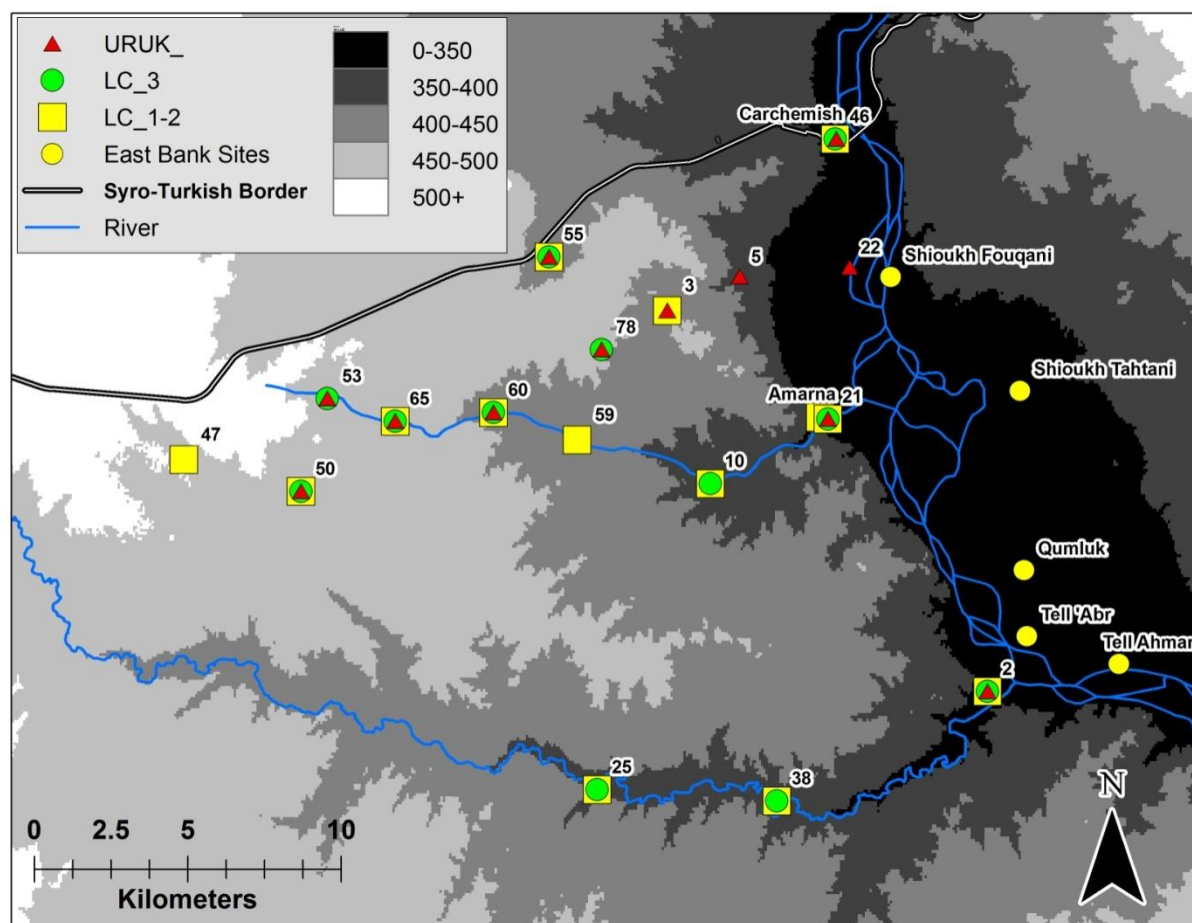 URUK_
LC_3
LC_1-2
East Bank Sites
Syro-Turkish Border
River
0-350
350-400
400-450
450-500
500+
Carchemish 46
55
5
22
Shioukh Fouqani
3
78
Shioukh Tahtani
53
65
60
59
Amarna 21
47
10
50
Qumluk
Tell 'Abr
Tell Ahmar
2
25
38
N
0 2.5 5 10
Kilometers